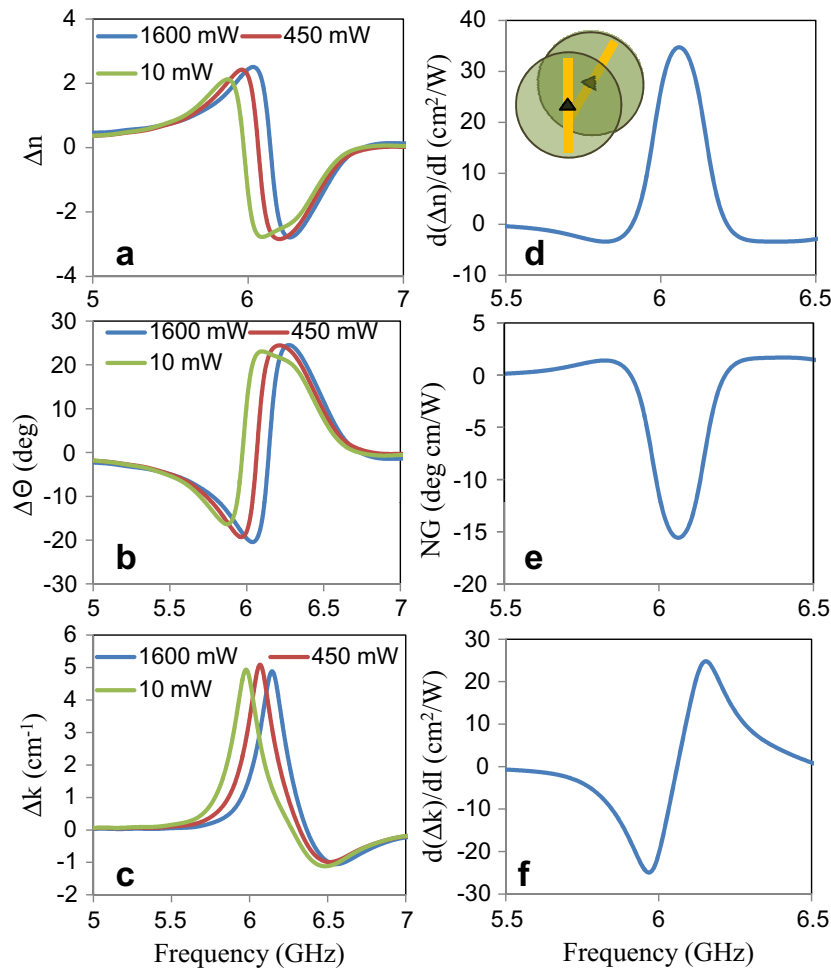 1600 mW 450 mW
10 mW
Δn
4
2
0
-2
-4
5 6 7
a
d(Δn)/dI (cm²/W)
40
30
20
10
0
-10
5.5 6 6.5
d
1600 mW 450 mW
10 mW
ΔΘ (deg)
30
20
10
0
-10
-20
-30
5 5.5 6 6.5 7
b
NG (deg cm/W)
5
0
-5
-10
-15
-20
5.5 6 6.5
e
1600 mW 450 mW
10 mW
Δk (cm⁻¹)
6
5
4
3
2
1
0
-1
-2
5 5.5 6 6.5 7
c
Frequency (GHz)
d(Δk)/dI (cm²/W)
30
20
10
0
-10
-20
-30
5.5 6 6.5
f
Frequency (GHz)